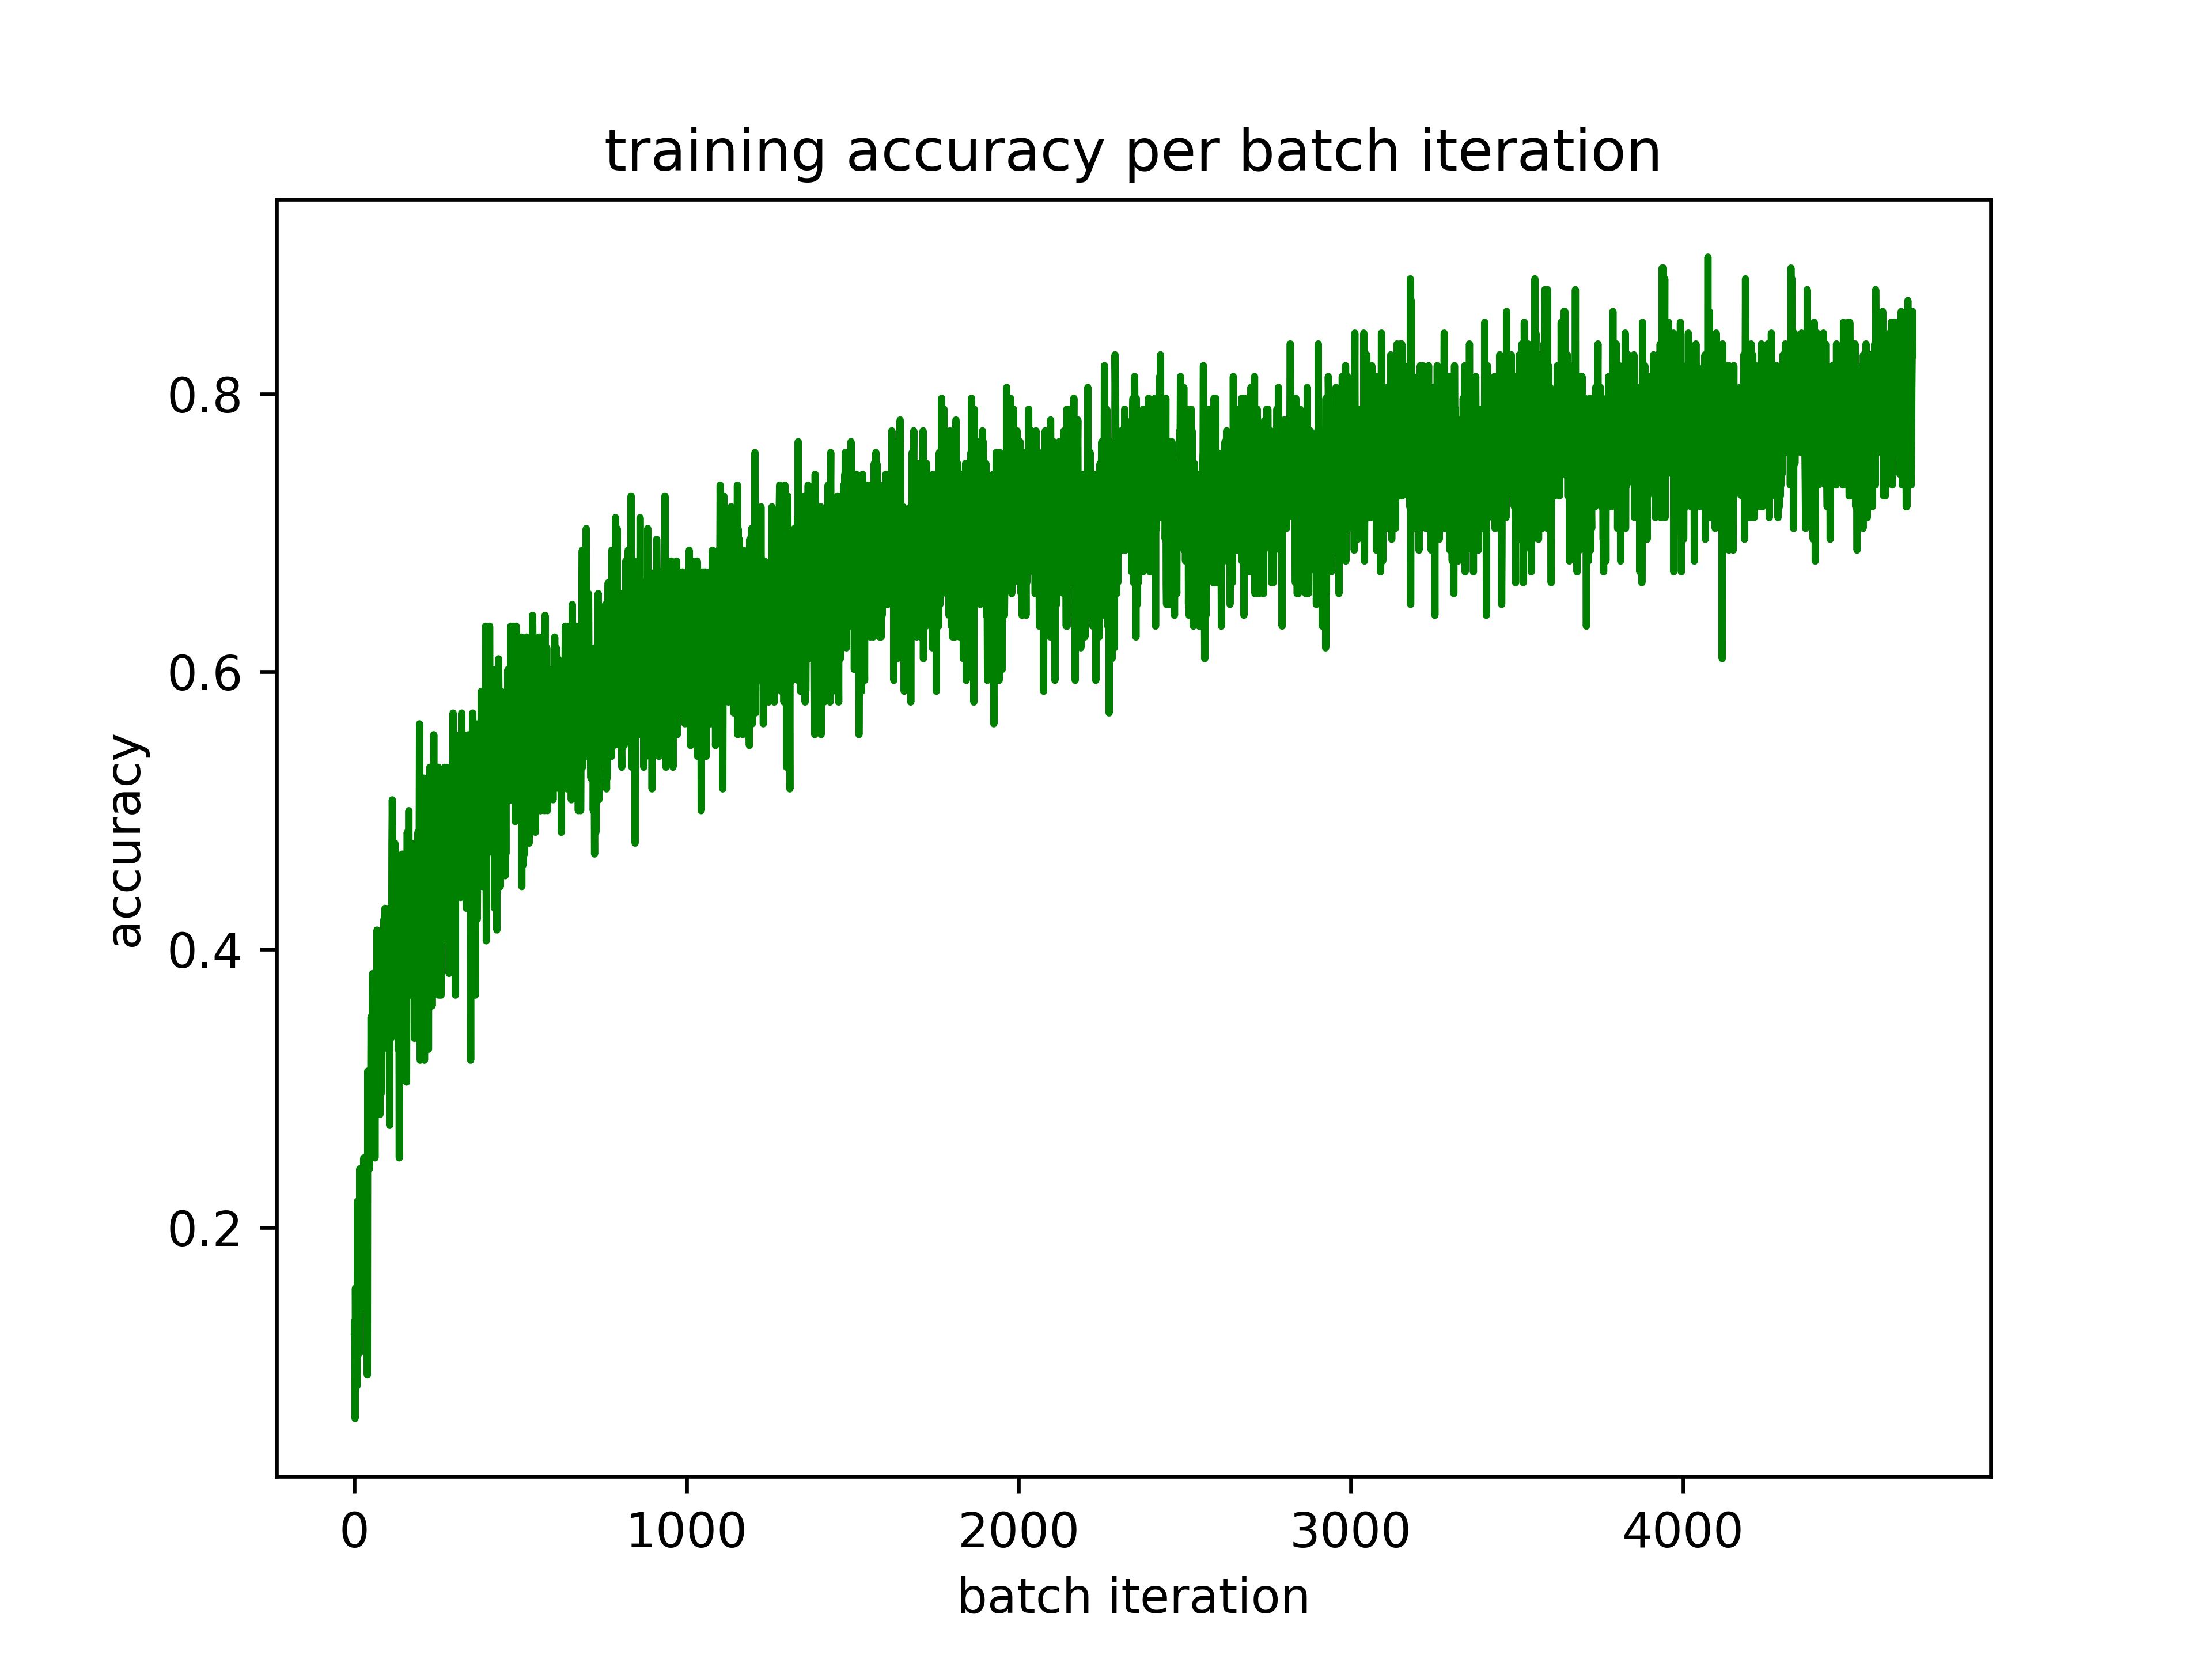 training accuracy per batch iteration
accuracy
0.8
0.6
0.4
0.2
0 1000 2000 3000 4000
batch iteration